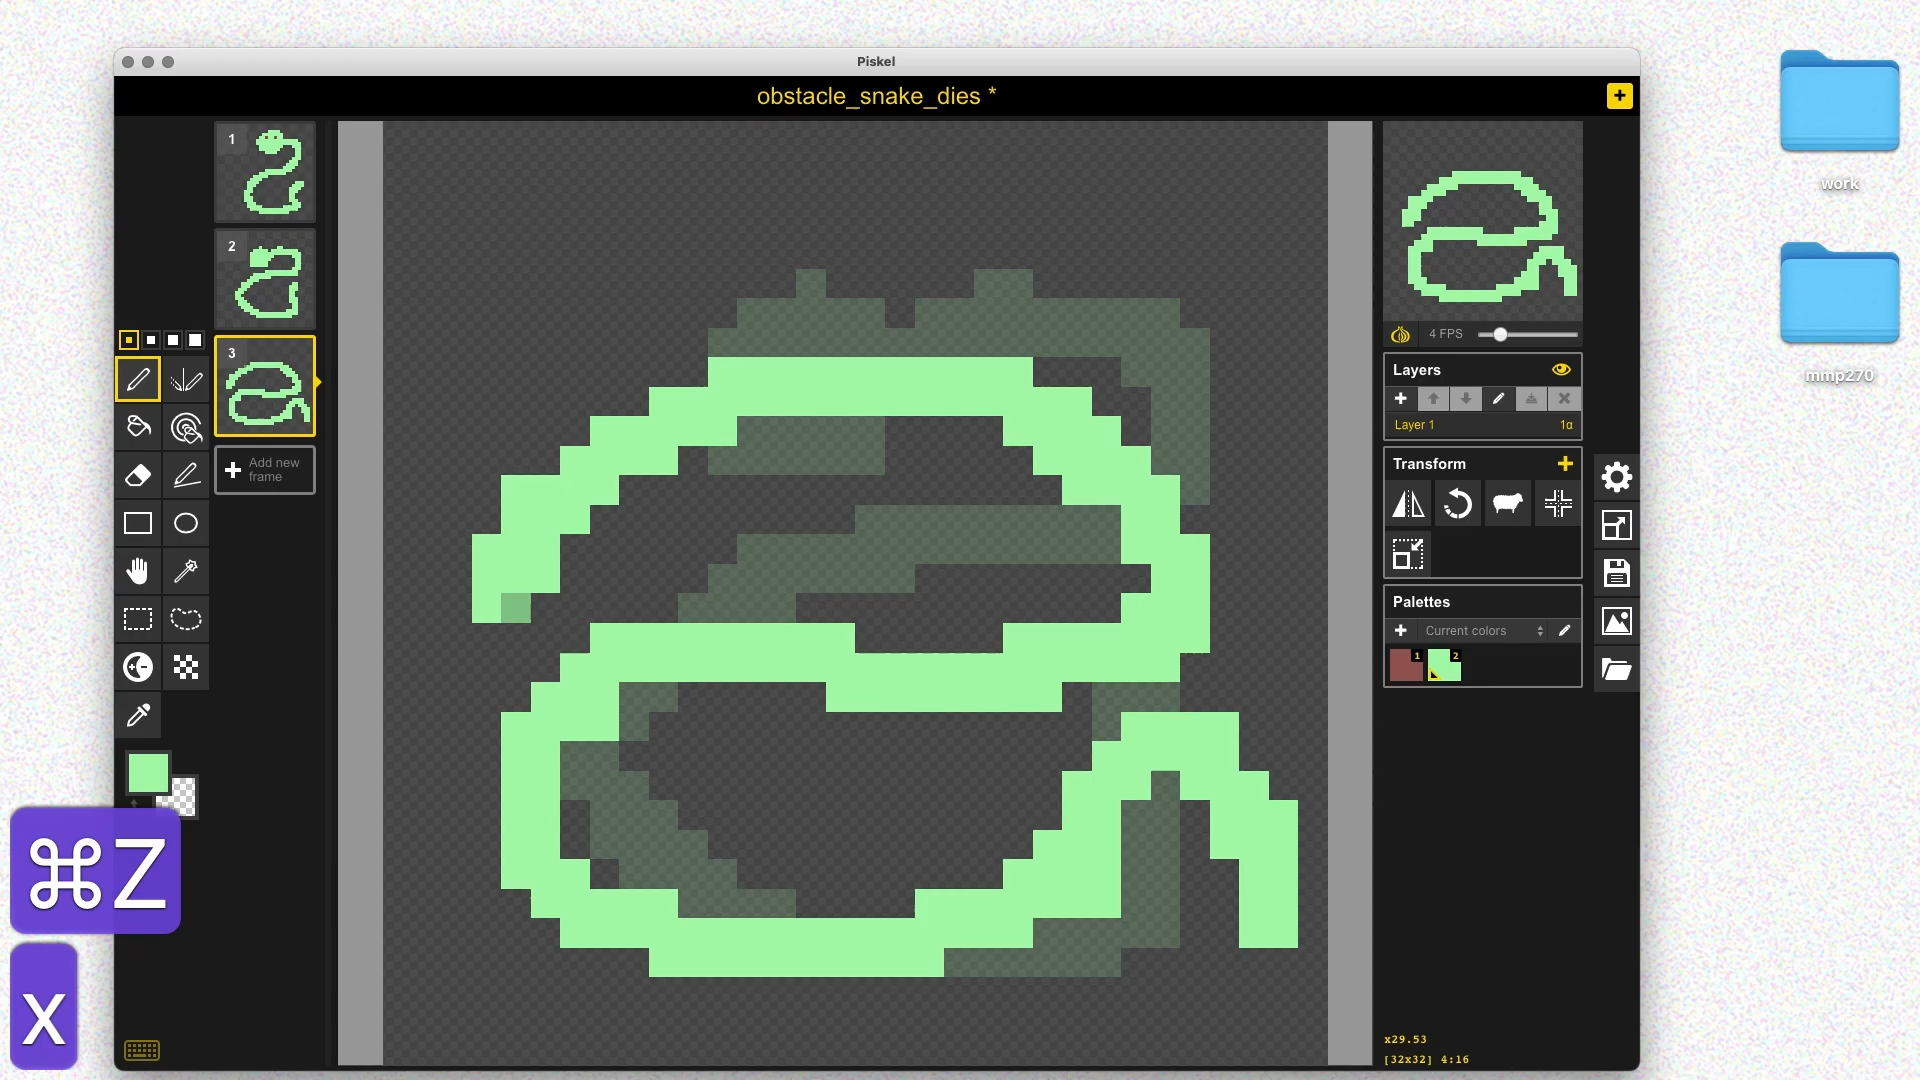 Piskel
obstacle_snake_dies *
work
mmp270
1
2
3
Add new
frame
4 FPS
Layers
Layer 1
1α
Transform
Palettes
Current colors
1
2
⌘Z
X
x29.53
[32x32] 4:16